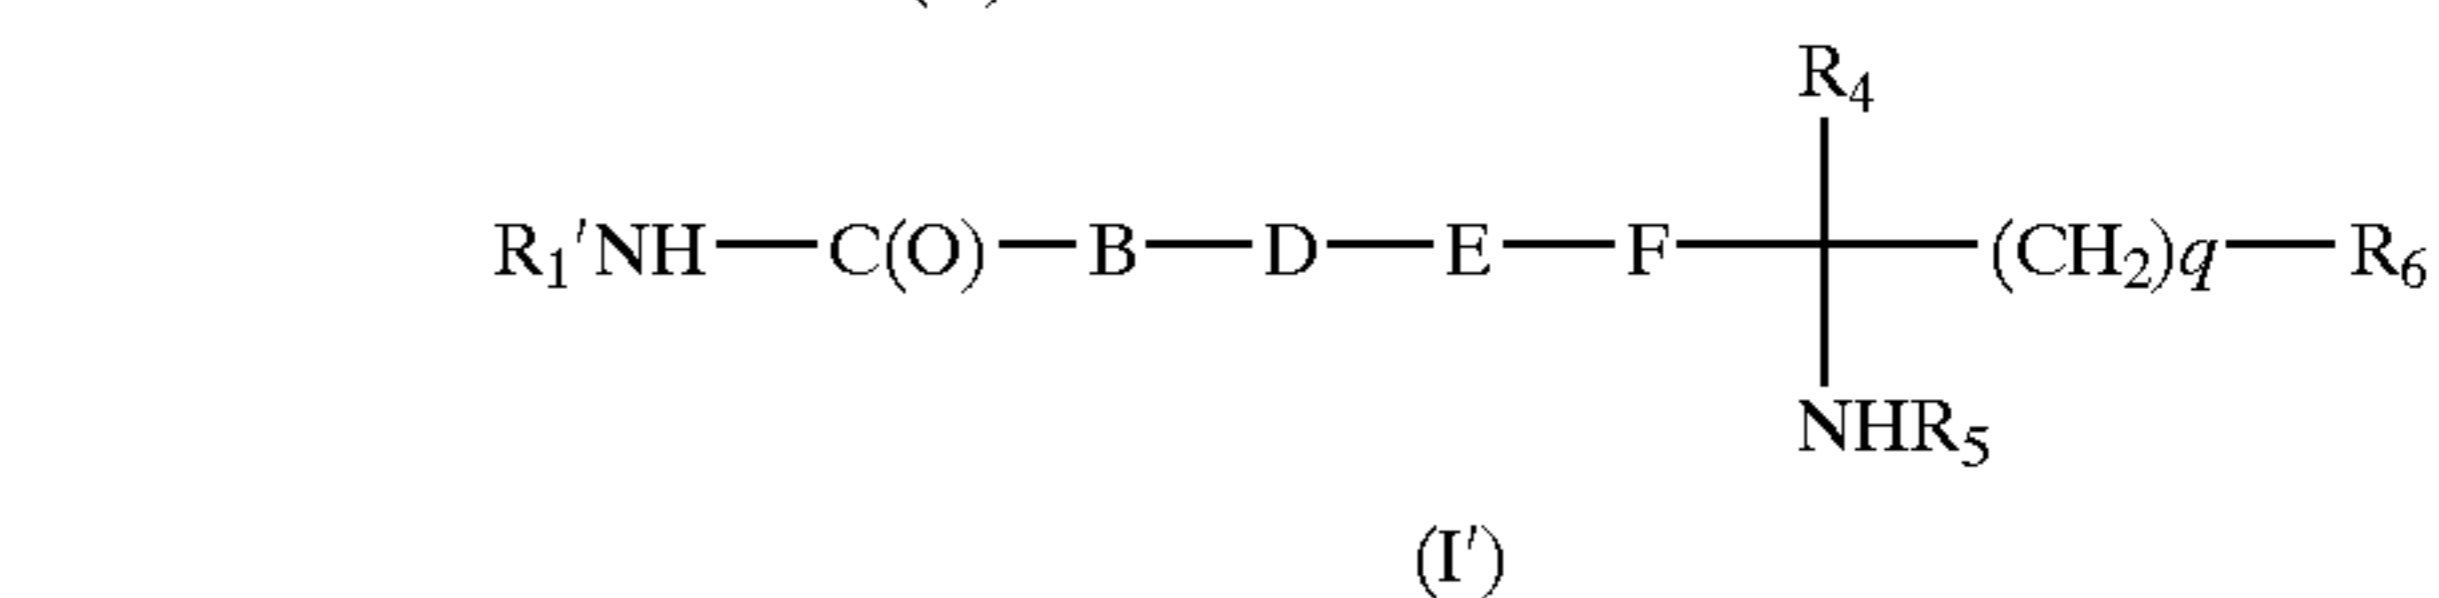 R₄
R₁′NH—C(O)—B—D—E—F—(CH₂)q—R₆
NHR₅
(I′)